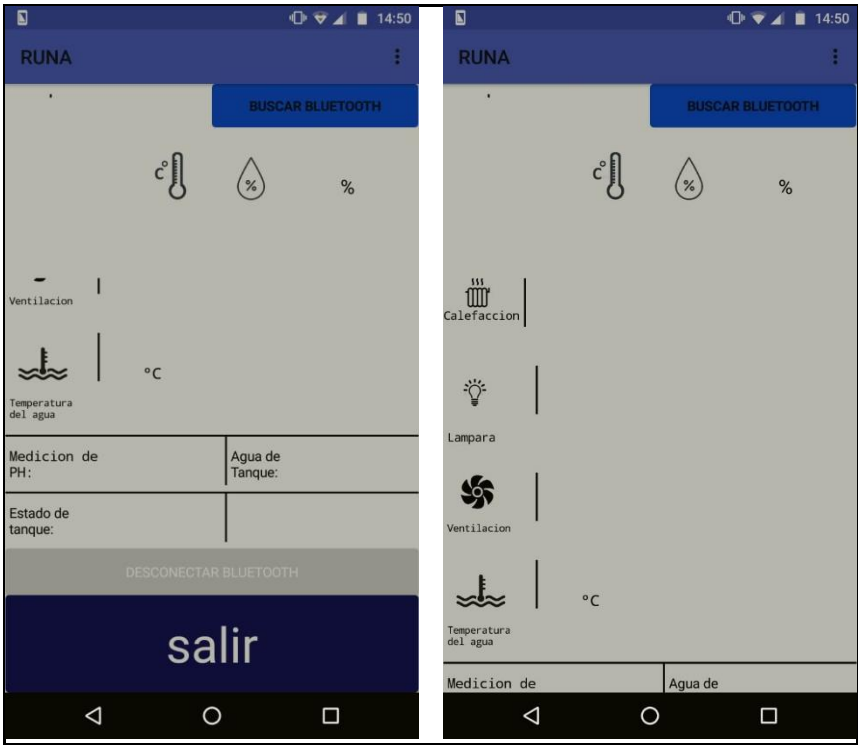 14:50
RUNA
BUSCAR BLUETOOTH
C°
%
%
Ventilacion
°C
Temperatura
del agua
Medicion de
PH:
Agua de
Tanque:
Estado de
tanque:
DESCONECTAR BLUETOOTH
salir
14:50
RUNA
BUSCAR BLUETOOTH
C°
%
%
Calefaccion
Lampara
Ventilacion
°C
Temperatura
del agua
Medicion de
Agua de